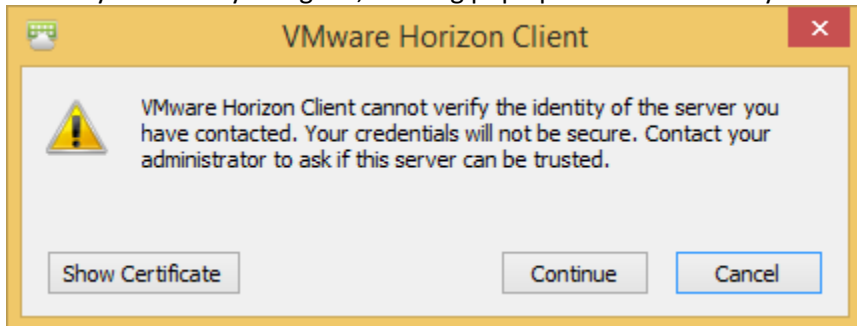 VMware Horizon Client
VMware Horizon Client cannot verify the identity of the server you
have contacted. Your credentials will not be secure. Contact your
administrator to ask if this server can be trusted.
Show Certificate
Continue
Cancel